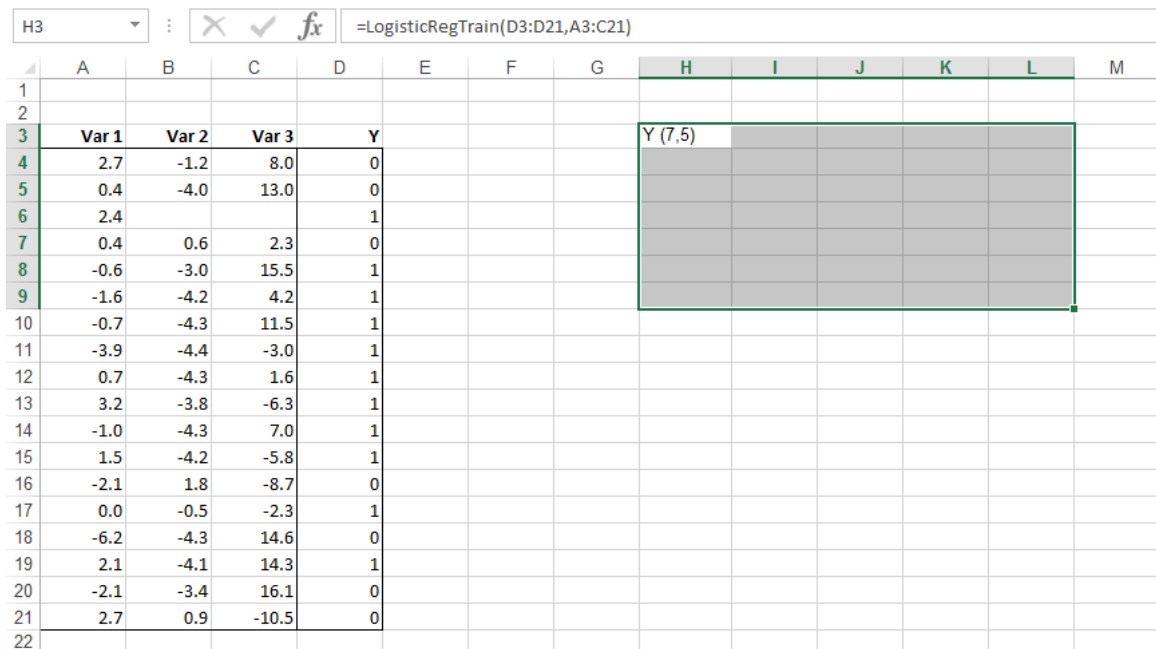 H3 fx =LogisticRegTrain(D3:D21,A3:C21)
A B C D E F G H I J K L M
1
2
3 Var 1 Var 2 Var 3 Y Y (7,5)
4 2.7 -1.2 8.0 0
5 0.4 -4.0 13.0 0
6 2.4 1
7 0.4 0.6 2.3 0
8 -0.6 -3.0 15.5 1
9 -1.6 -4.2 4.2 1
10 -0.7 -4.3 11.5 1
11 -3.9 -4.4 -3.0 1
12 0.7 -4.3 1.6 1
13 3.2 -3.8 -6.3 1
14 -1.0 -4.3 7.0 1
15 1.5 -4.2 -5.8 1
16 -2.1 1.8 -8.7 0
17 0.0 -0.5 -2.3 1
18 -6.2 -4.3 14.6 0
19 2.1 -4.1 14.3 1
20 -2.1 -3.4 16.1 0
21 2.7 0.9 -10.5 0
22